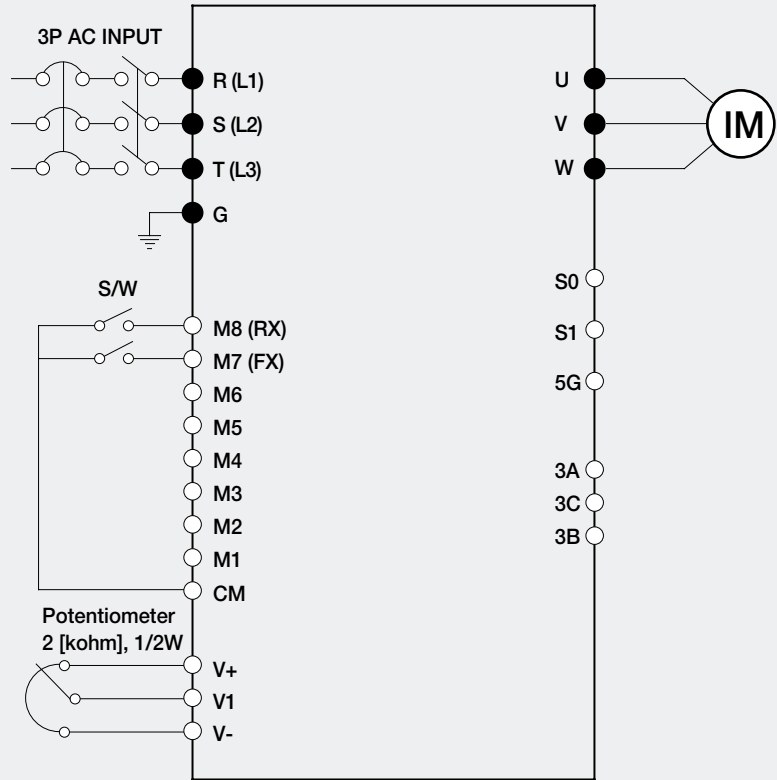 3P AC INPUT
R (L1)
S (L2)
T (L3)
G
S/W
M8 (RX)
M7 (FX)
M6
M5
M4
M3
M2
M1
CM
Potentiometer
2 [kohm], 1/2W
V+
V1
V-
U
V
W
IM
S0
S1
5G
3A
3C
3B